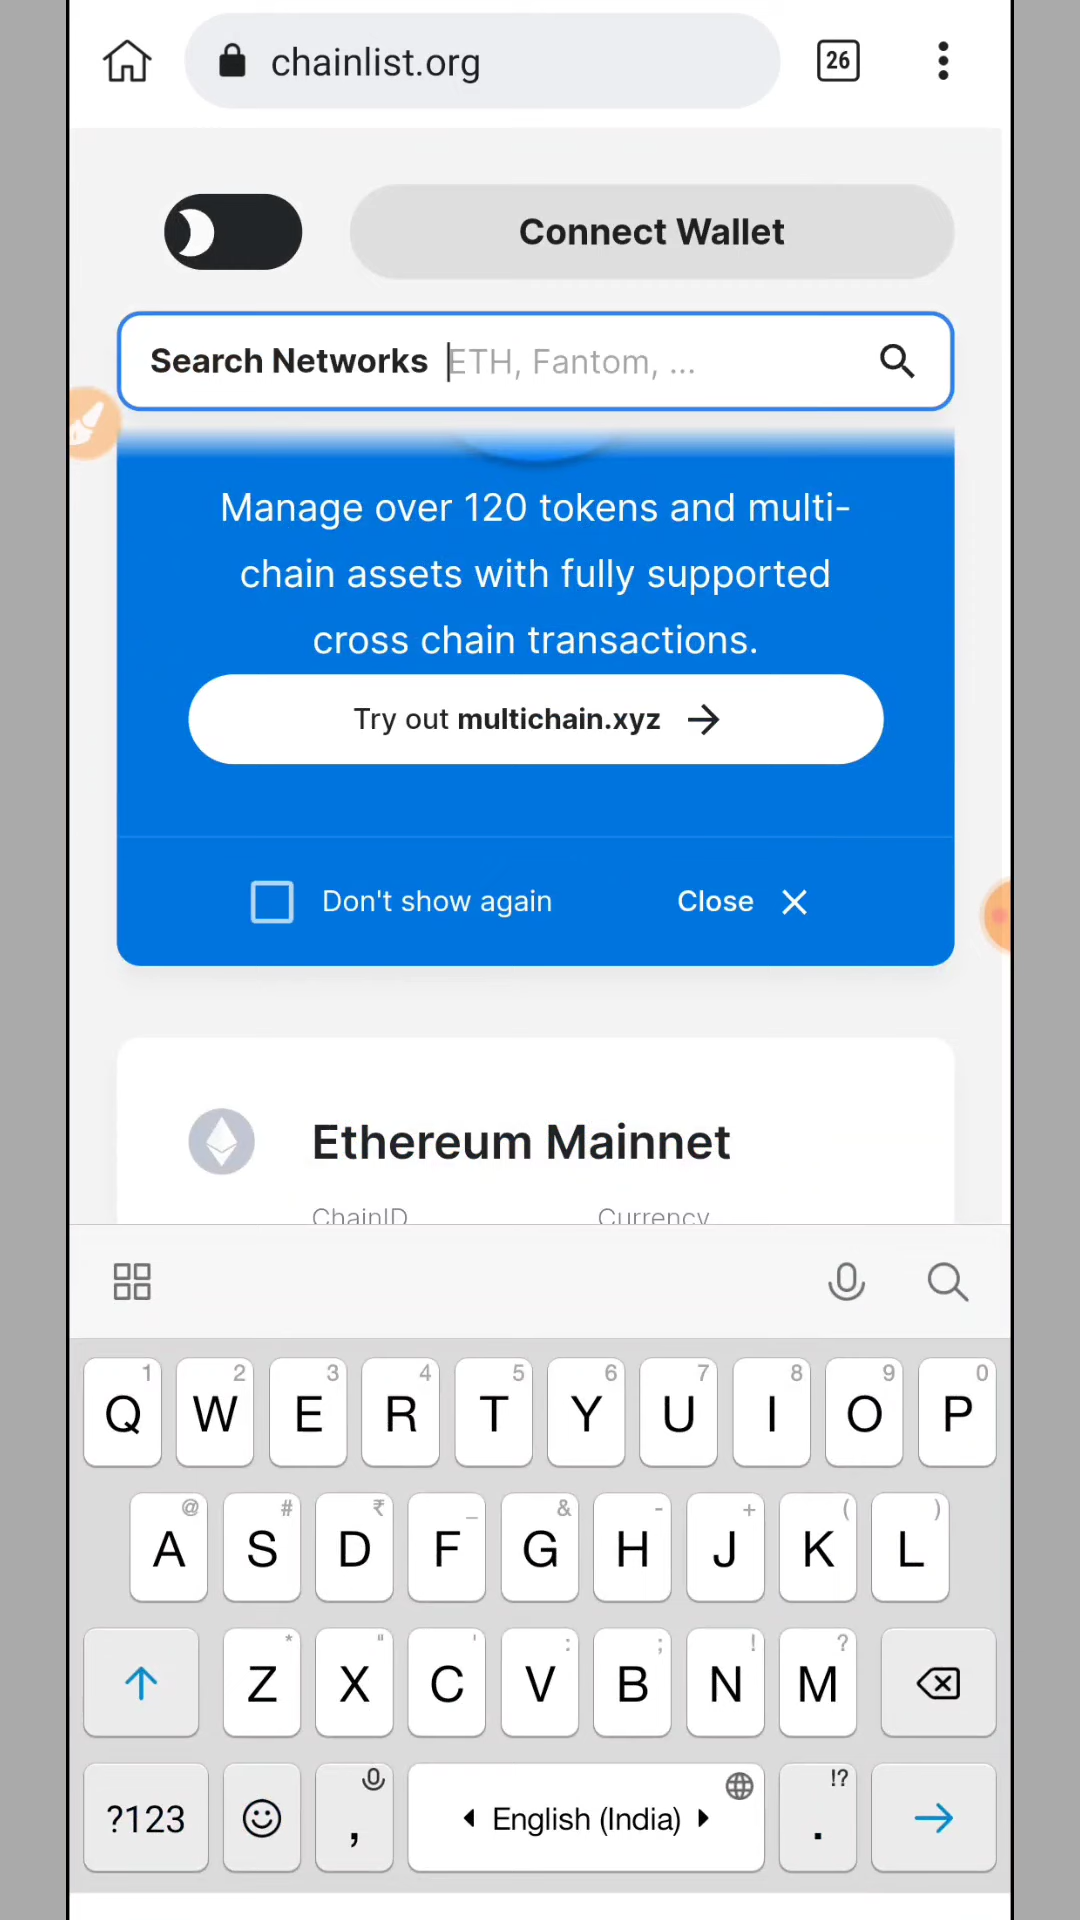 chainlist.org
26
Connect Wallet
Search Networks ETH, Fantom, ...
Manage over 120 tokens and multi-
chain assets with fully supported
cross chain transactions.
Try out multichain.xyz →
Don't show again Close ×
Ethereum Mainnet
ChainID Currency
1 2 3 4 5 6 7 8 9 0
Q W E R T Y U I O P
@ # ₹ _ & - + ( )
A S D F G H J K L
* " ' : ; ! ?
Z X C V B N M
!?
?123 , English (India) .